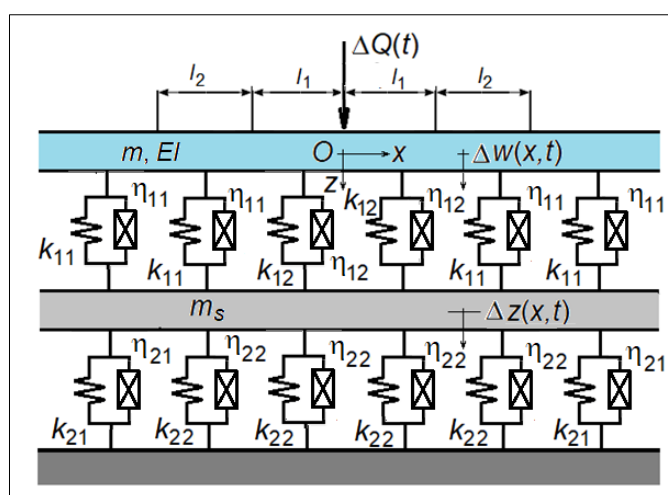 ΔQ(t)
l₂ l₁ l₁ l₂
m, EI O x Δw(x,t)
z
η₁₁ η₁₁ k₁₂ η₁₂ η₁₁ η₁₁
k₁₁ k₁₁ k₁₂ η₁₂ k₁₁ k₁₁
mₛ Δz(x,t)
η₂₁ η₂₂ η₂₂ η₂₂ η₂₂ η₂₁
k₂₁ k₂₂ k₂₂ k₂₂ k₂₂ k₂₁